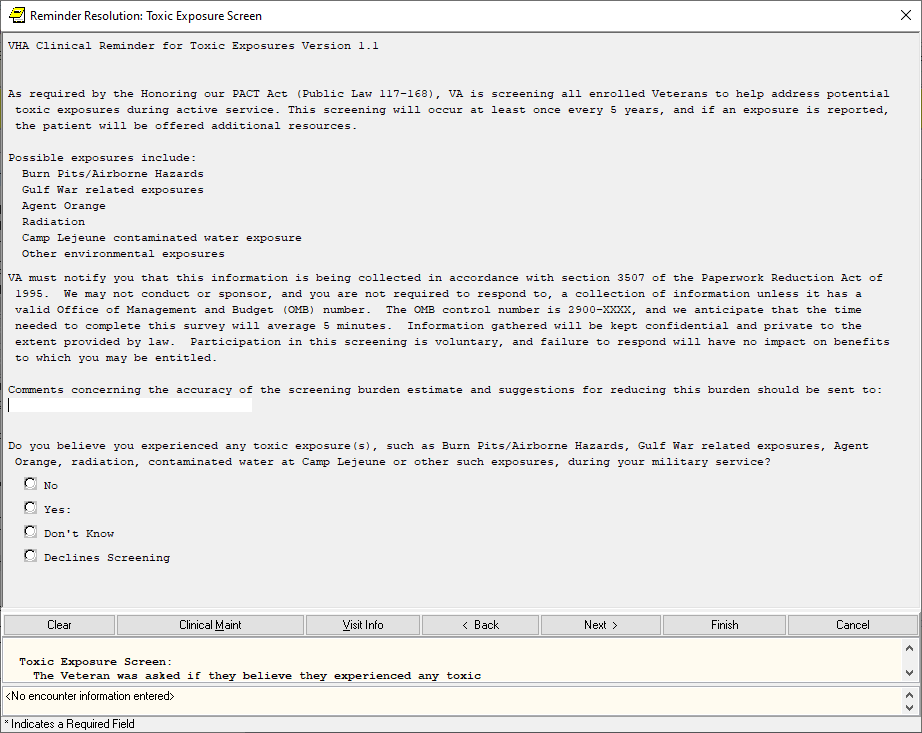 Reminder Resolution: Toxic Exposure Screen
VHA Clinical Reminder for Toxic Exposures Version 1.1
As required by the Honoring our PACT Act (Public Law 117-168), VA is screening all enrolled Veterans to help address potential
toxic exposures during active service. This screening will occur at least once every 5 years, and if an exposure is reported,
the patient will be offered additional resources.
Possible exposures include:
Burn Pits/Airborne Hazards
Gulf War related exposures
Agent Orange
Radiation
Camp Lejeune contaminated water exposure
Other environmental exposures
VA must notify you that this information is being collected in accordance with section 3507 of the Paperwork Reduction Act of
1995.  We may not conduct or sponsor, and you are not required to respond to, a collection of information unless it has a
valid Office of Management and Budget (OMB) number.  The OMB control number is 2900-XXXX, and we anticipate that the time
needed to complete this survey will average 5 minutes.  Information gathered will be kept confidential and private to the
extent provided by law.  Participation in this screening is voluntary, and failure to respond will have no impact on benefits
to which you may be entitled.
Comments concerning the accuracy of the screening burden estimate and suggestions for reducing this burden should be sent to:
Do you believe you experienced any toxic exposure(s), such as Burn Pits/Airborne Hazards, Gulf War related exposures, Agent
Orange, radiation, contaminated water at Camp Lejeune or other such exposures, during your military service?
No
Yes:
Don't Know
Declines Screening
Clear Clinical Maint Visit Info < Back Next > Finish Cancel
Toxic Exposure Screen:
The Veteran was asked if they believe they experienced any toxic
<No encounter information entered>
* Indicates a Required Field